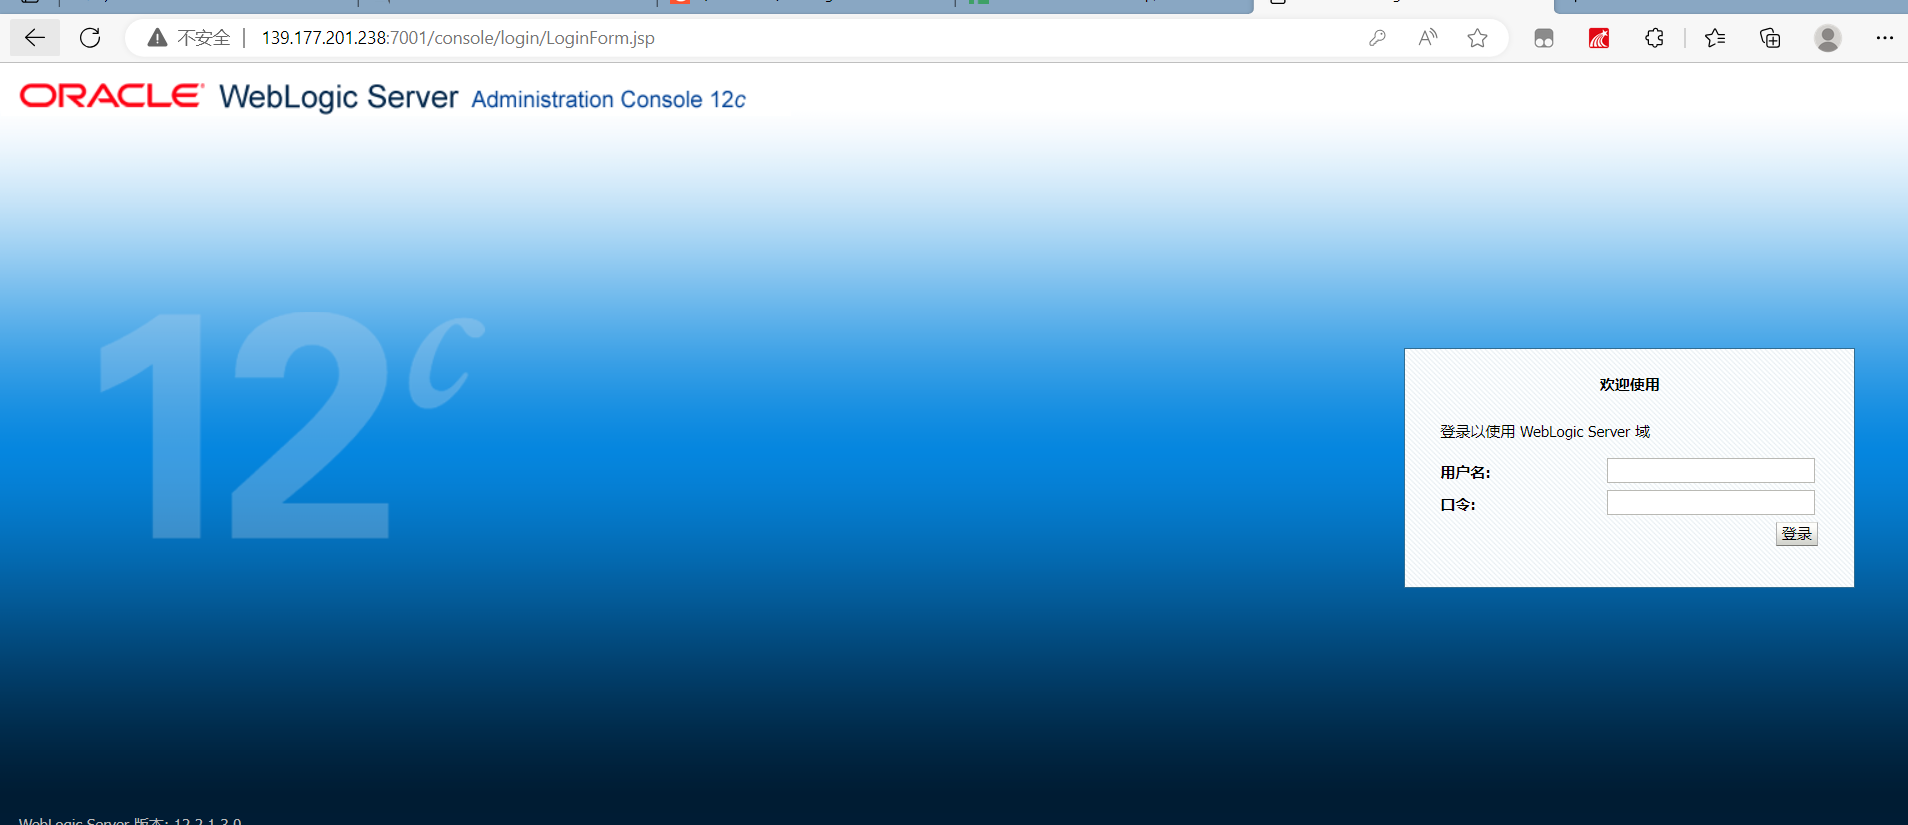 不安全 | 139.177.201.238:7001/console/login/LoginForm.jsp
ORACLE WebLogic Server Administration Console 12c
12c
欢迎使用
登录以使用 WebLogic Server 域
用户名:
口令:
登录
WebLogic Server 版本: 12.2.1.3.0